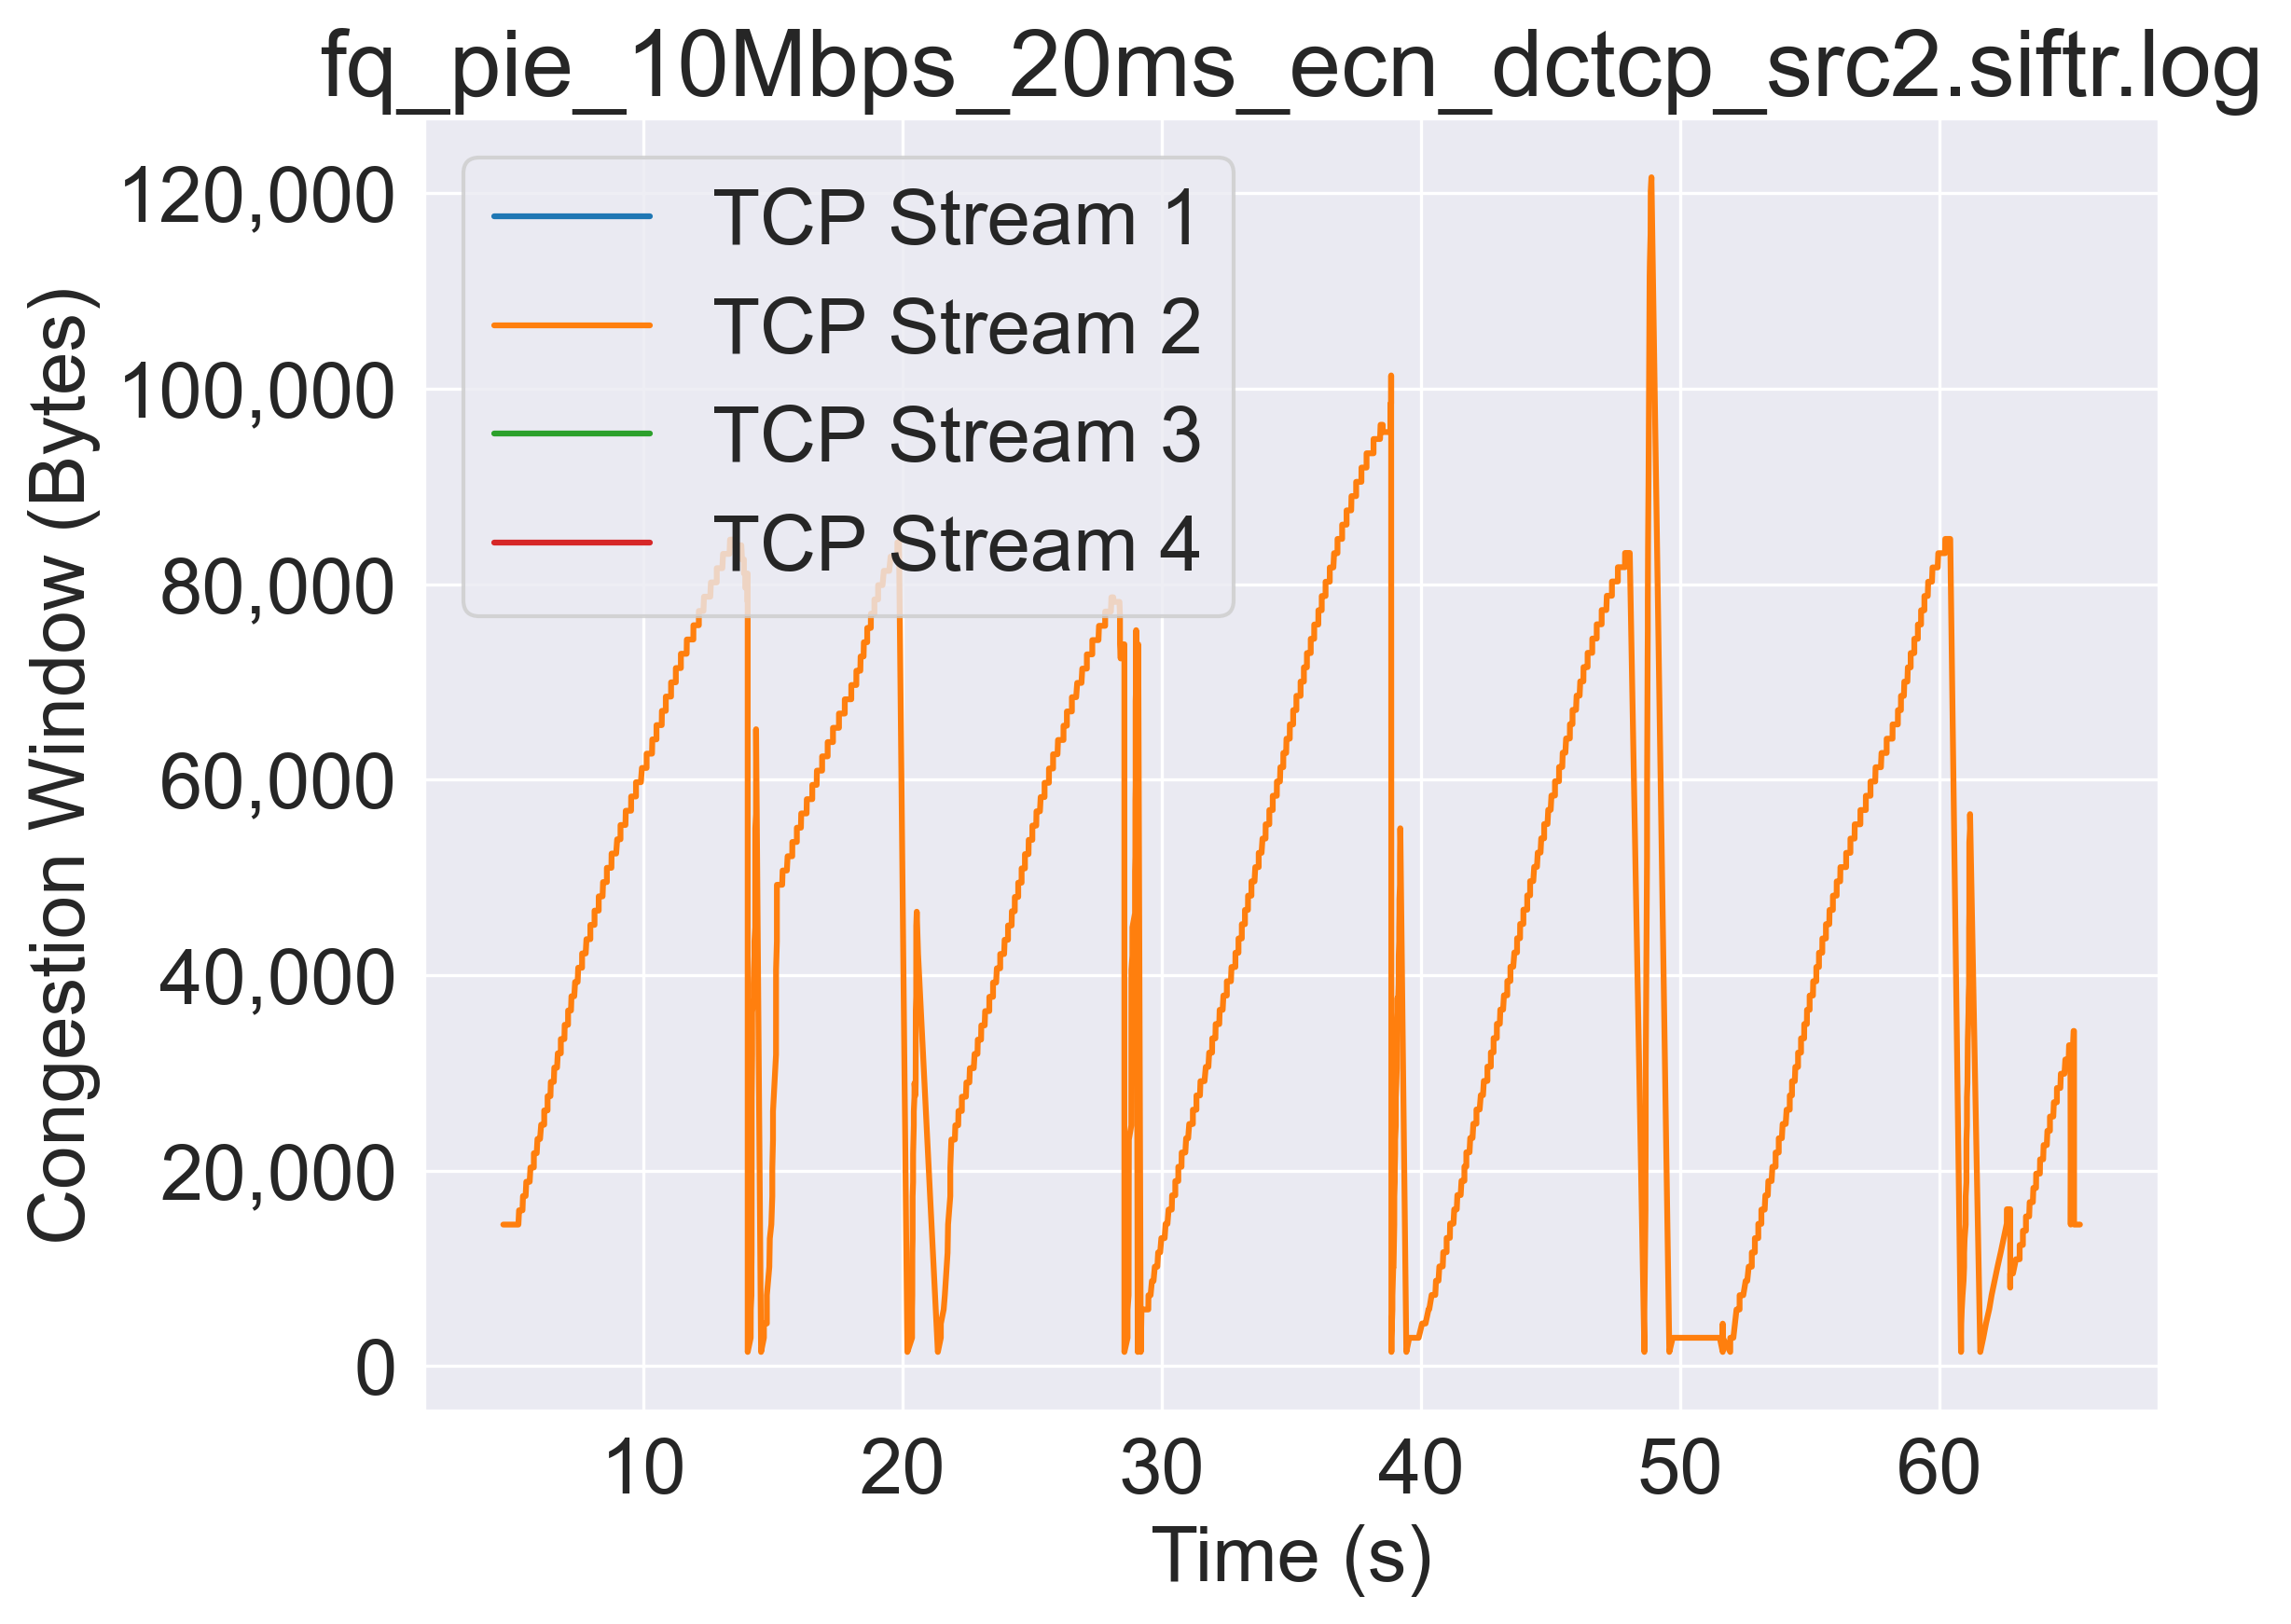 fq_pie_10Mbps_20ms_ecn_dctcp_src2.siftr.log
TCP Stream 1
TCP Stream 2
TCP Stream 3
TCP Stream 4
Congestion Window (Bytes)
120,000
100,000
80,000
60,000
40,000
20,000
0
10 20 30 40 50 60
Time (s)